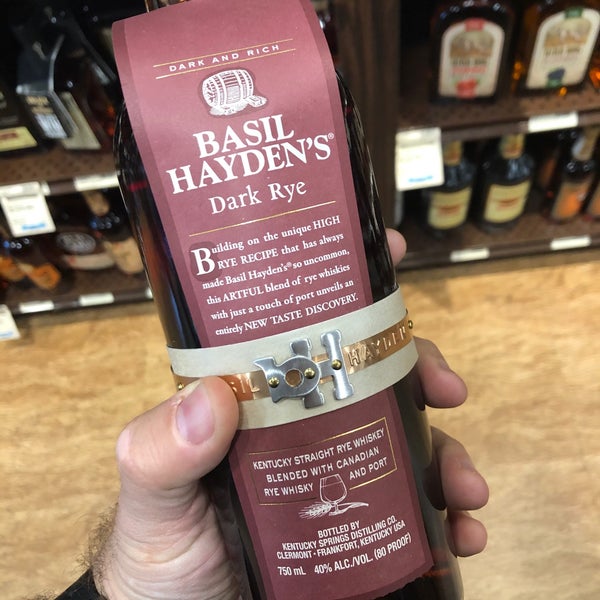 DARK AND RICH
BASIL
HAYDEN'S®
Dark Rye
Building on the unique HIGH
RYE RECIPE that has always
made Basil Hayden's® so uncommon,
this ARTFUL blend of rye whiskies
with just a touch of port unveils an
entirely NEW TASTE DISCOVERY.
SIL BH HAYDEN
KENTUCKY STRAIGHT RYE WHISKEY
BLENDED WITH CANADIAN
RYE WHISKY AND PORT
BOTTLED BY
KENTUCKY SPRINGS DISTILLING CO.
CLERMONT • FRANKFORT, KENTUCKY USA
750 mL 40% ALC./VOL. (80 PROOF)